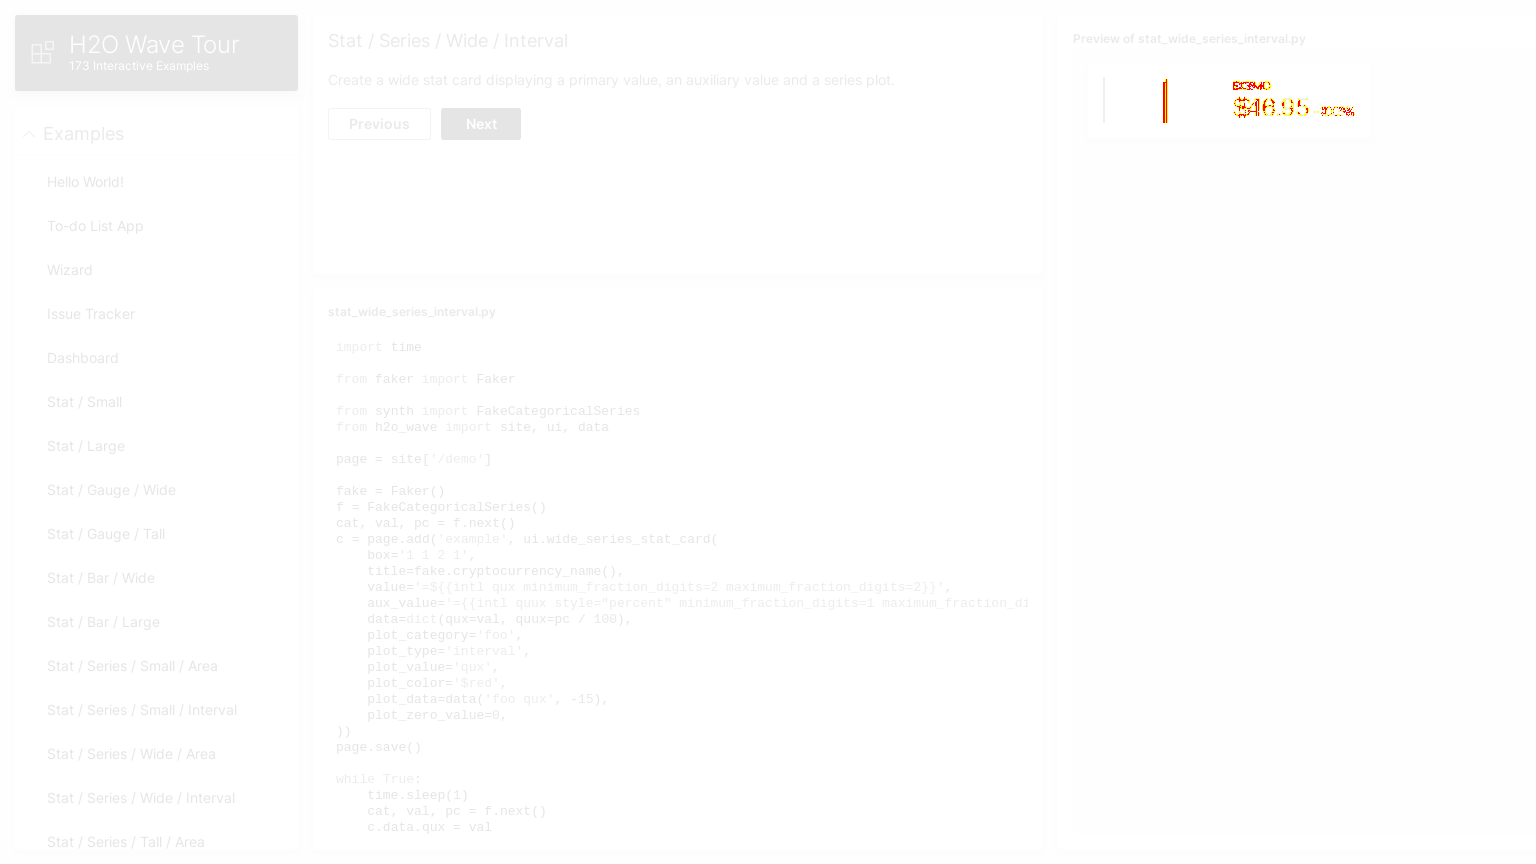 H2O Wave Tour
173 Interactive Examples
Examples
Hello World!
To-do List App
Wizard
Issue Tracker
Dashboard
Stat / Small
Stat / Large
Stat / Gauge / Wide
Stat / Gauge / Tall
Stat / Bar / Wide
Stat / Bar / Large
Stat / Series / Small / Area
Stat / Series / Small / Interval
Stat / Series / Wide / Area
Stat / Series / Wide / Interval
Stat / Series / Tall / Area
Stat / Series / Wide / Interval
Create a wide stat card displaying a primary value, an auxiliary value and a series plot.
Previous
Next
stat_wide_series_interval.py
import time
from faker import Faker
from synth import FakeCategoricalSeries
from h2o_wave import site, ui, data
page = site['/demo']
fake = Faker()
f = FakeCategoricalSeries()
cat, val, pc = f.next()
c = page.add('example', ui.wide_series_stat_card(
    box='1 1 2 1',
    title=fake.cryptocurrency_name(),
    value='=${{intl qux minimum_fraction_digits=2 maximum_fraction_digits=2}}',
    aux_value='={{intl quux style="percent" minimum_fraction_digits=1 maximum_fraction_di
    data=dict(qux=val, quux=pc / 100),
    plot_category='foo',
    plot_type='interval',
    plot_value='qux',
    plot_color='$red',
    plot_data=data('foo qux', -15),
    plot_zero_value=0,
))
page.save()
while True:
    time.sleep(1)
    cat, val, pc = f.next()
    c.data.qux = val
Preview of stat_wide_series_interval.py